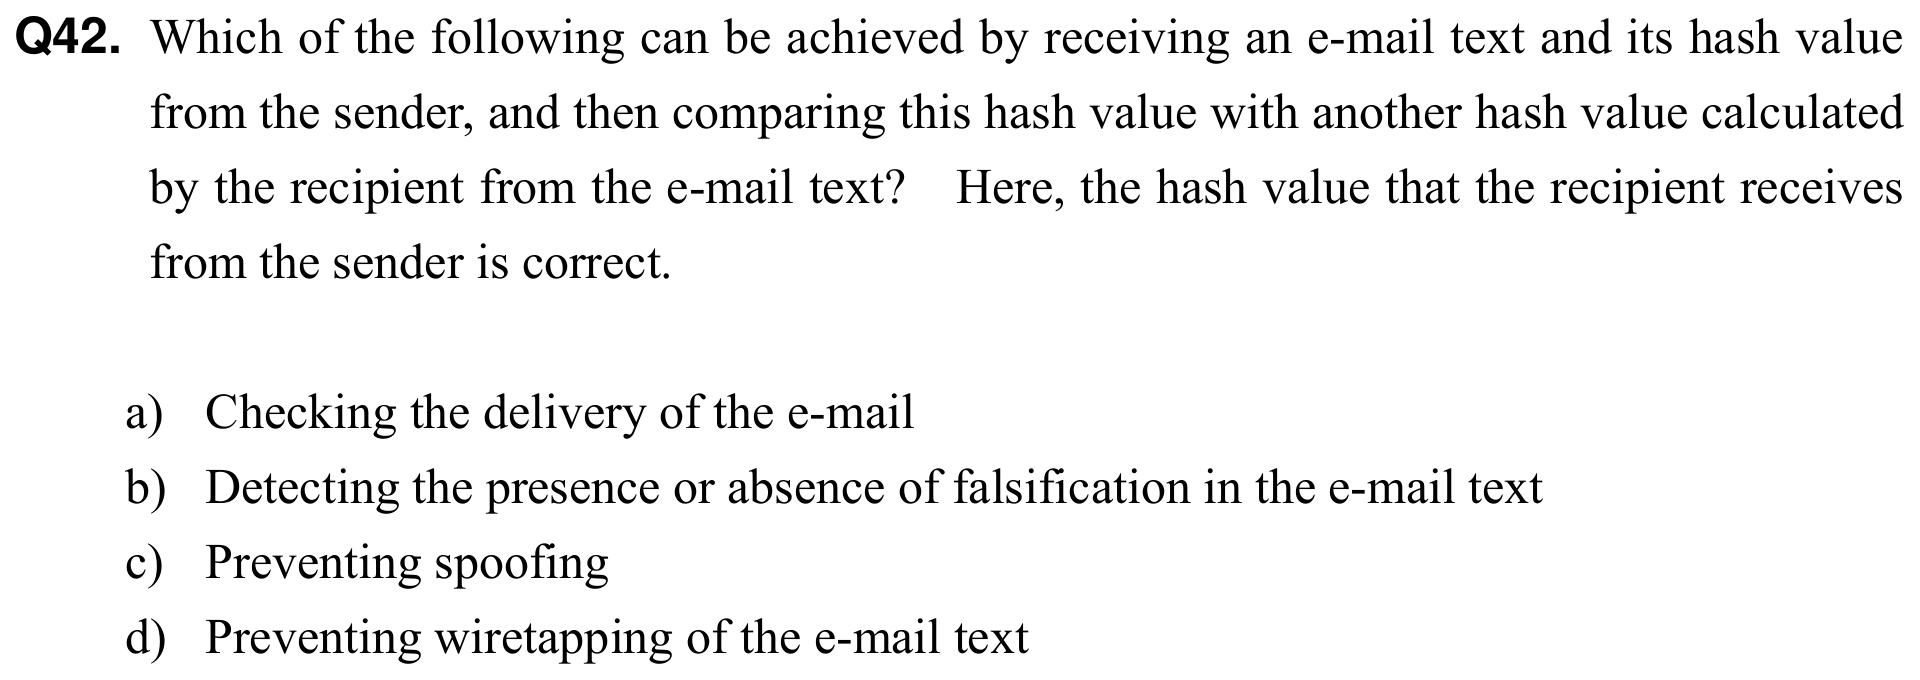 Q42. Which of the following can be achieved by receiving an e-mail text and its hash value
from the sender, and then comparing this hash value with another hash value calculated
by the recipient from the e-mail text? Here, the hash value that the recipient receives
from the sender is correct.
a) Checking the delivery of the e-mail
b) Detecting the presence or absence of falsification in the e-mail text
c) Preventing spoofing
d) Preventing wiretapping of the e-mail text